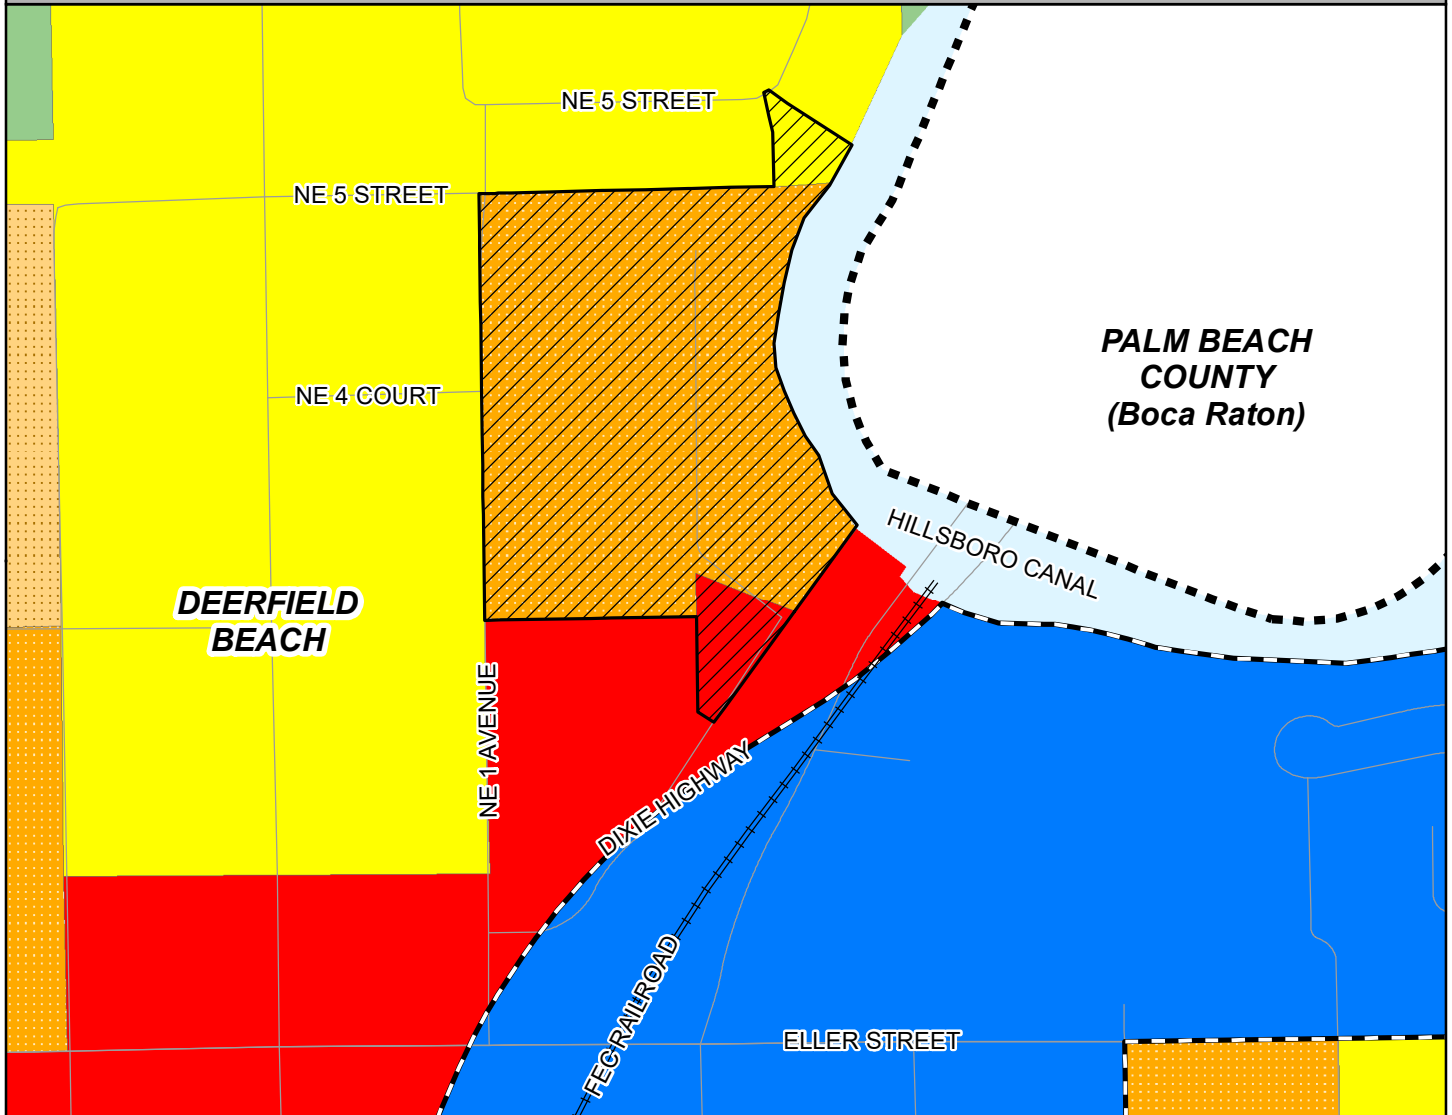 NE 5 STREET
NE 5 STREET
PALM BEACH
COUNTY
(Boca Raton)
NE 4 COURT
HILLSBORO CANAL
DEERFIELD
BEACH
NE 1 AVENUE
DIXIE HIGHWAY
FEC RAILROAD
ELLER STREET